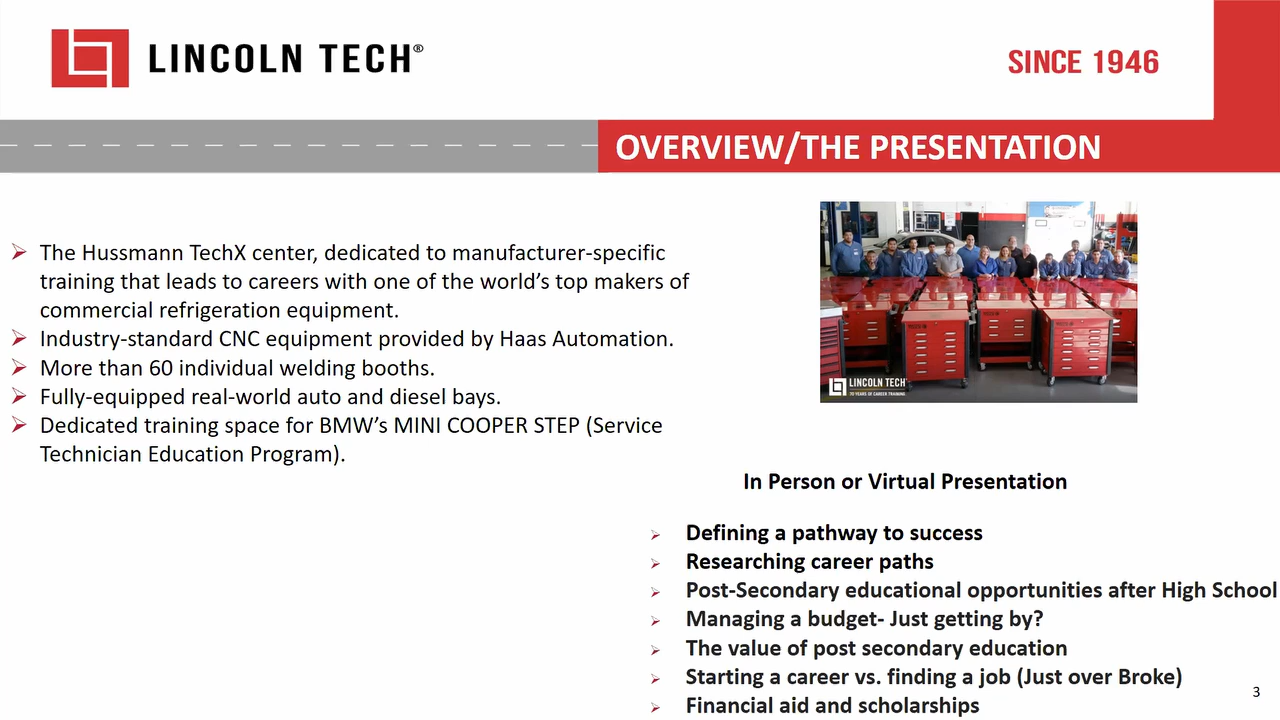 LINCOLN TECH®
SINCE 1946
OVERVIEW/THE PRESENTATION
The Hussmann TechX center, dedicated to manufacturer-specific
training that leads to careers with one of the world's top makers of
commercial refrigeration equipment.
Industry-standard CNC equipment provided by Haas Automation.
More than 60 individual welding booths.
Fully-equipped real-world auto and diesel bays.
Dedicated training space for BMW's MINI COOPER STEP (Service
Technician Education Program).
LINCOLN TECH
70 YEARS OF CAREER TRAINING
In Person or Virtual Presentation
Defining a pathway to success
Researching career paths
Post-Secondary educational opportunities after High School
Managing a budget- Just getting by?
The value of post secondary education
Starting a career vs. finding a job (Just over Broke)
Financial aid and scholarships
3